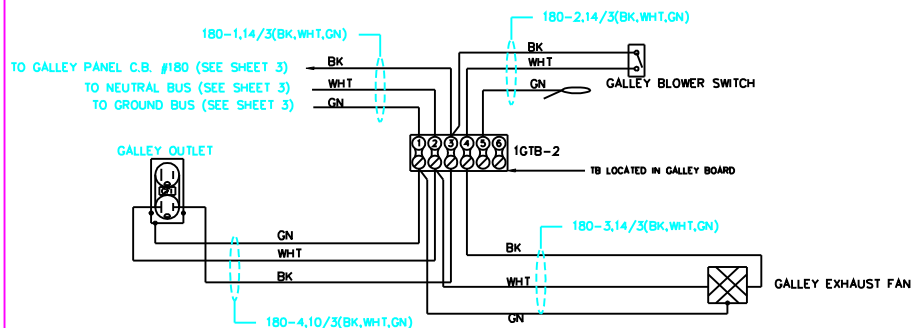 180-2,14/3(BK,WHT,GN)
180-1,14/3(BK,WHT,GN)
BK
WHT
GN
GALLEY BLOWER SWITCH
TO GALLEY PANEL C.B. #180 (SEE SHEET 3)
BK
TO NEUTRAL BUS (SEE SHEET 3)
WHT
TO GROUND BUS (SEE SHEET 3)
GN
1 2 3 4 5 6
1GTB-2
TB LOCATED IN GALLEY BOARD
GALLEY OUTLET
GN
WHT
BK
180-4,10/3(BK,WHT,GN)
180-3,14/3(BK,WHT,GN)
BK
WHT
GN
GALLEY EXHAUST FAN